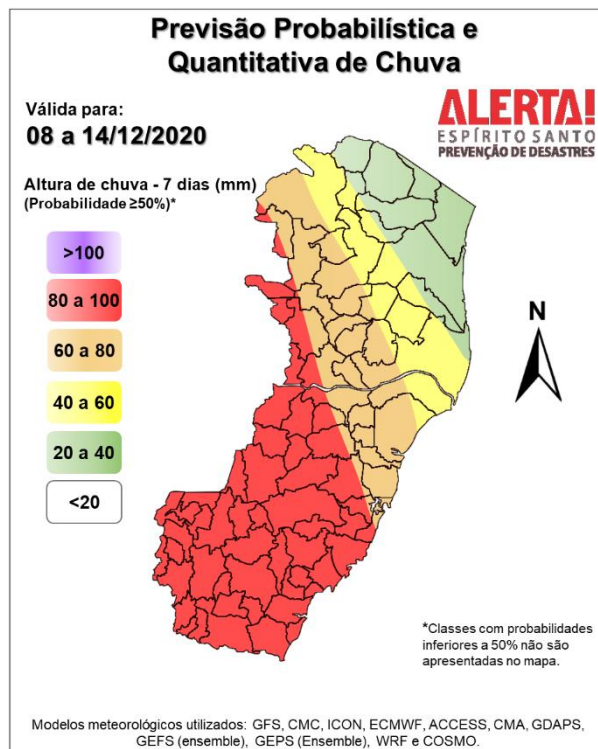 Previsão Probabilística e
Quantitativa de Chuva
Válida para:
08 a 14/12/2020
ALERTA!
ESPÍRITO SANTO
PREVENÇÃO DE DESASTRES
Altura de chuva - 7 dias (mm)
(Probabilidade ≥50%)*
>100
80 a 100
60 a 80
40 a 60
20 a 40
<20
N
*Classes com probabilidades
inferiores a 50% não são
apresentadas no mapa.
Modelos meteorológicos utilizados: GFS, CMC, ICON, ECMWF, ACCESS, CMA, GDAPS,
GEFS (ensemble), GEPS (Ensemble), WRF e COSMO.